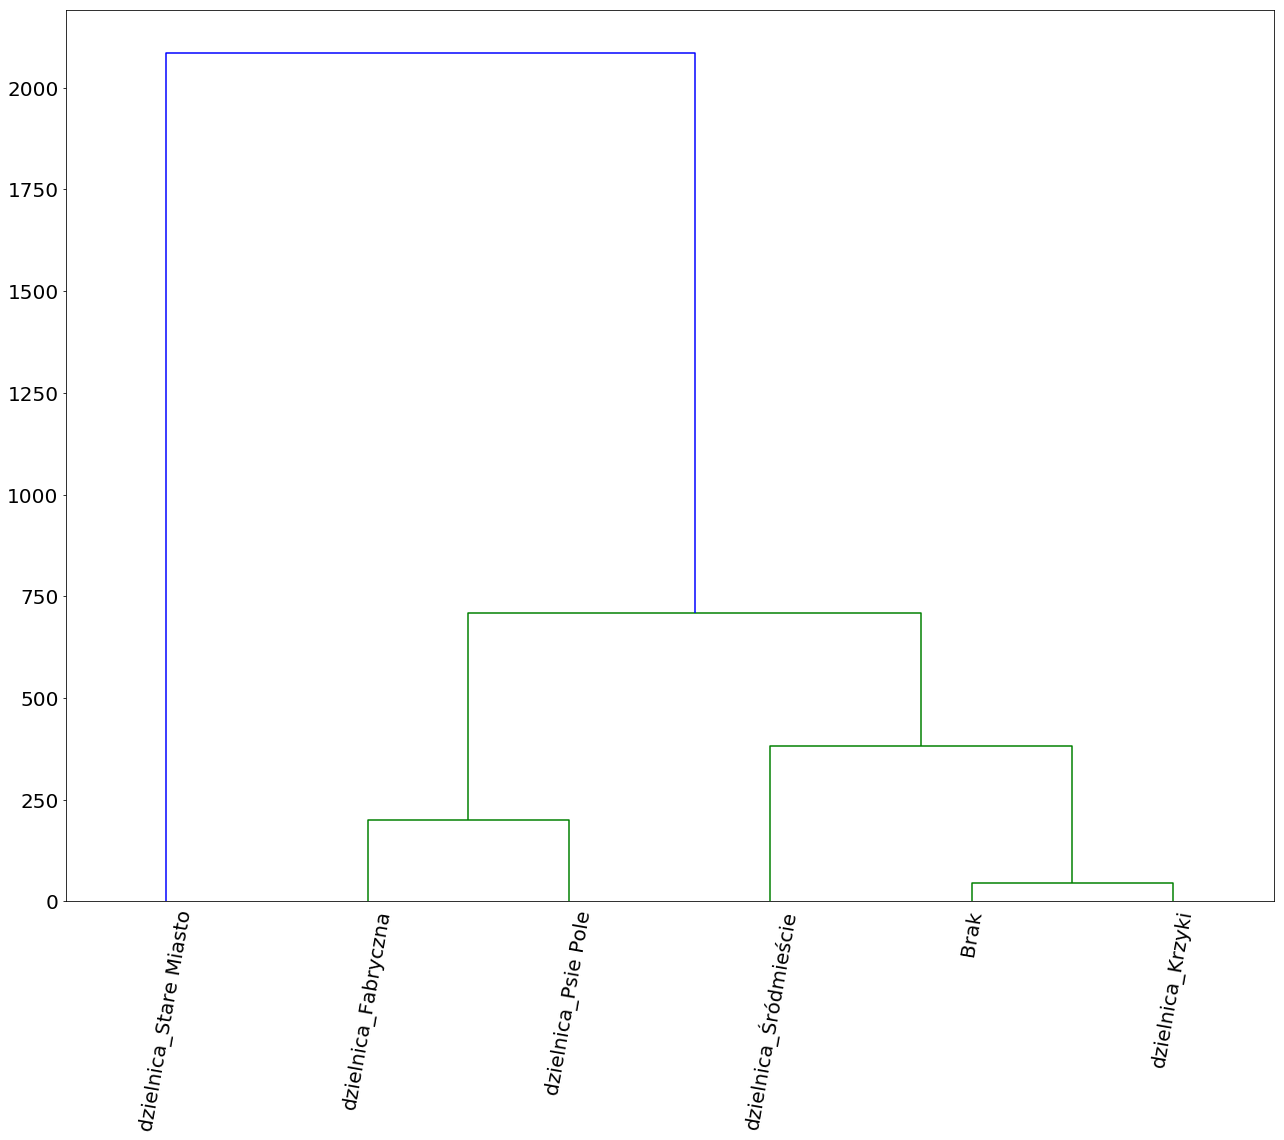 2000
1750
1500
1250
1000
750
500
250
0
dzielnica_Stare Miasto
dzielnica_Fabryczna
dzielnica_Psie Pole
dzielnica_Śródmieście
Brak
dzielnica_Krzyki